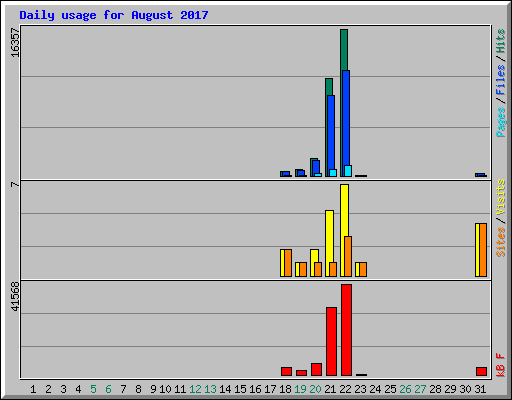 Daily usage for August 2017
16357
7
41568
Pages / Files / Hits
Sites / Visits
kB F
1 2 3 4 5 6 7 8 9 10 11 12 13 14 15 16 17 18 19 20 21 22 23 24 25 26 27 28 29 30 31